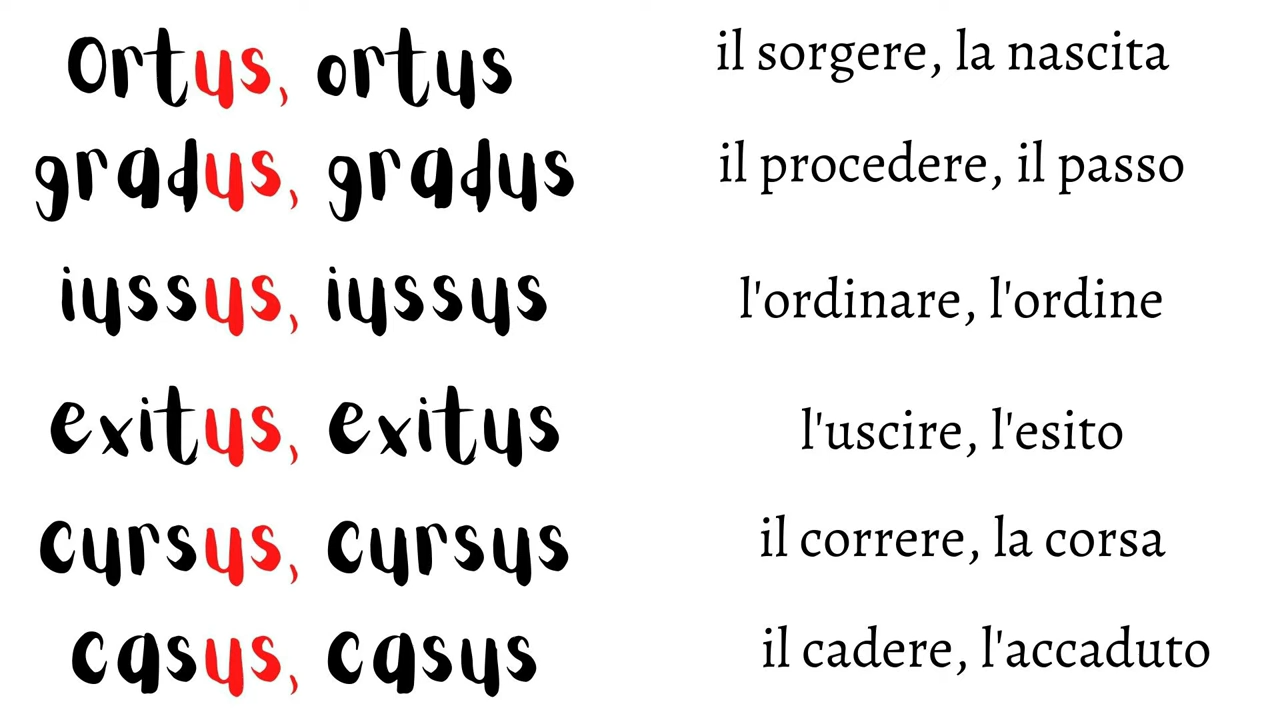 Ortus, ortus il sorgere, la nascita
gradus, gradus il procedere, il passo
iussus, iussus l'ordinare, l'ordine
exitus, exitus l'uscire, l'esito
cursus, cursus il correre, la corsa
casus, casus il cadere, l'accaduto